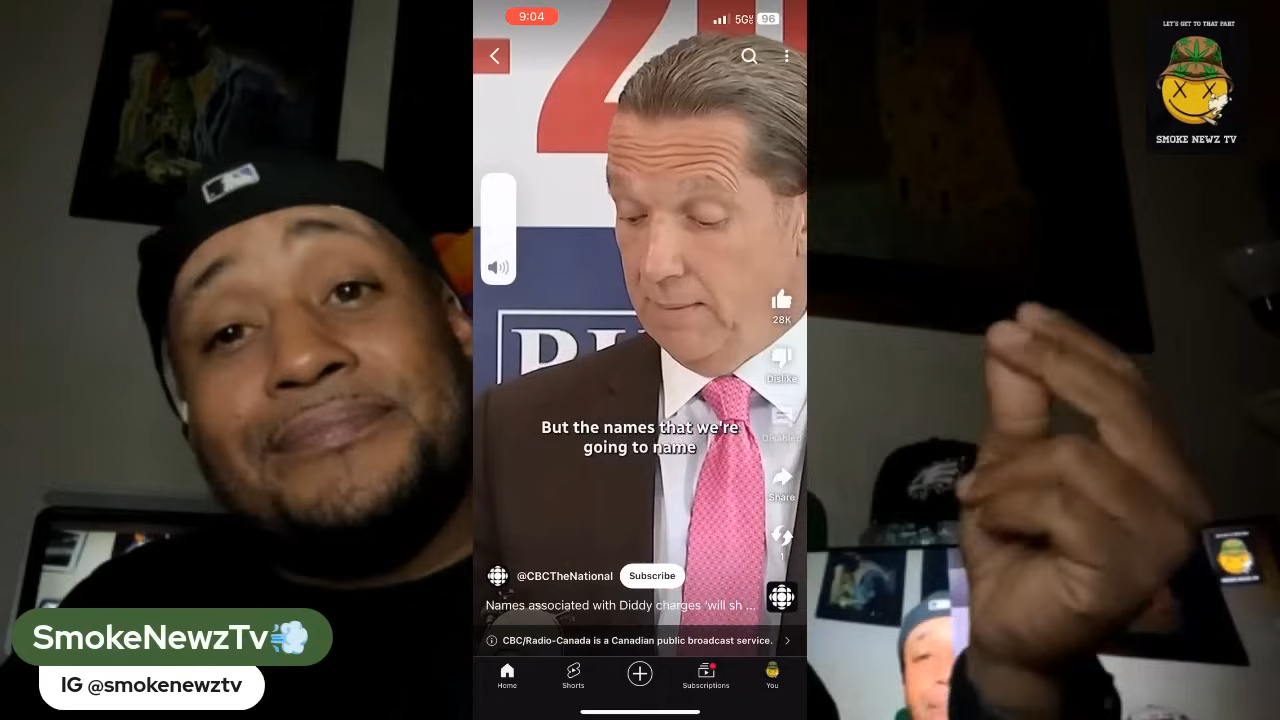 9:04
5G
96
LET'S GET TO THAT PART
SMOKE NEWZ TV
28K
Dislike
But the names that we're
going to name
Disabled
Share
1
@CBCTheNational
Subscribe
Names associated with Diddy charges 'will sh ...
CBC/Radio-Canada is a Canadian public broadcast service.
Home
Shorts
Subscriptions
You
SmokeNewzTv💨
IG @smokenewztv